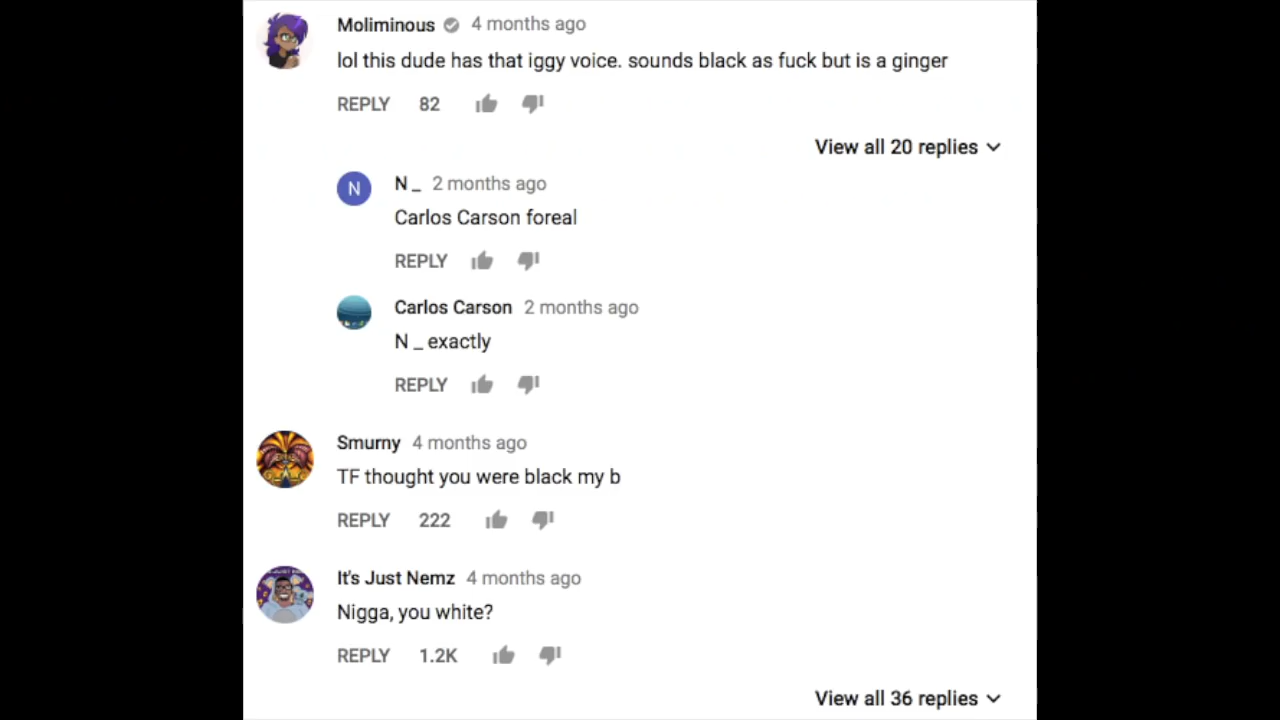 Moliminous 4 months ago
lol this dude has that iggy voice. sounds black as fuck but is a ginger
REPLY 82
View all 20 replies
N
N _ 2 months ago
Carlos Carson foreal
REPLY
Carlos Carson 2 months ago
N _ exactly
REPLY
Smurny 4 months ago
TF thought you were black my b
REPLY 222
It's Just Nemz 4 months ago
Nigga, you white?
REPLY 1.2K
View all 36 replies